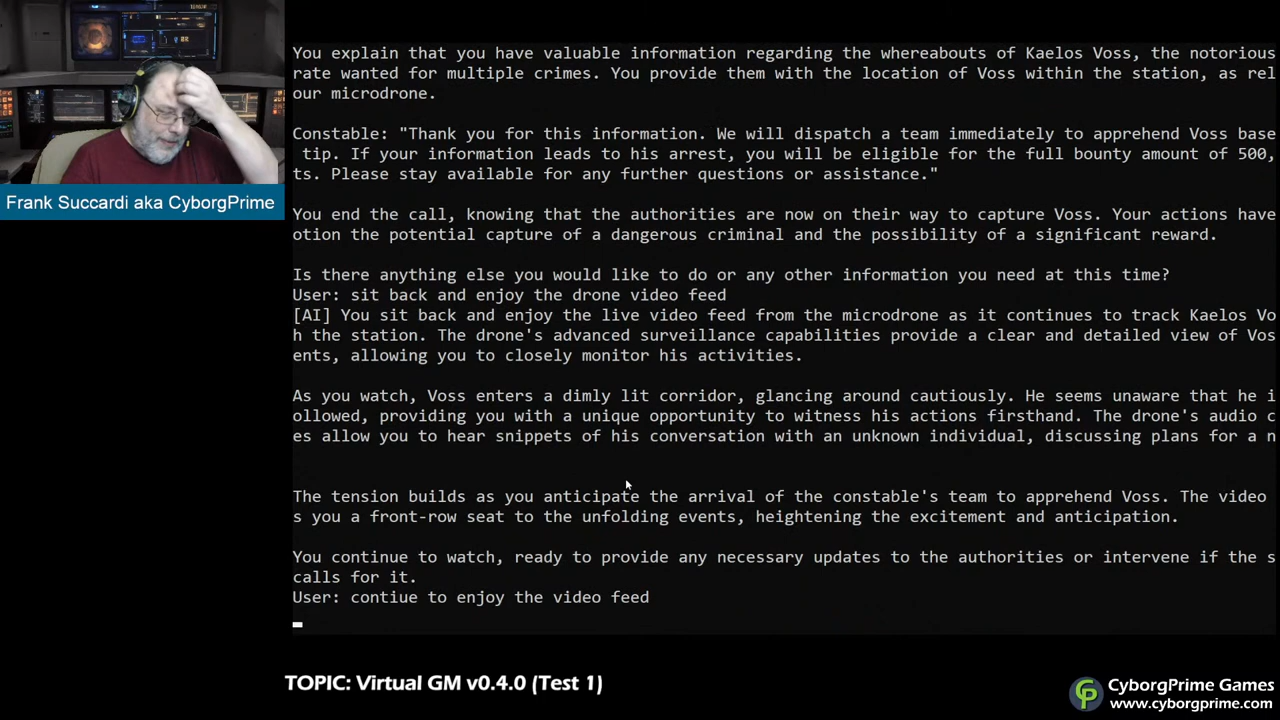 You explain that you have valuable information regarding the whereabouts of Kaelos Voss, the notorious
rate wanted for multiple crimes. You provide them with the location of Voss within the station, as rel
our microdrone.
Constable: "Thank you for this information. We will dispatch a team immediately to apprehend Voss base
tip. If your information leads to his arrest, you will be eligible for the full bounty amount of 500,
ts. Please stay available for any further questions or assistance."
You end the call, knowing that the authorities are now on their way to capture Voss. Your actions have
otion the potential capture of a dangerous criminal and the possibility of a significant reward.
Is there anything else you would like to do or any other information you need at this time?
User: sit back and enjoy the drone video feed
[AI] You sit back and enjoy the live video feed from the microdrone as it continues to track Kaelos Vo
h the station. The drone's advanced surveillance capabilities provide a clear and detailed view of Vos
ents, allowing you to closely monitor his activities.
As you watch, Voss enters a dimly lit corridor, glancing around cautiously. He seems unaware that he i
ollowed, providing you with a unique opportunity to witness his actions firsthand. The drone's audio c
es allow you to hear snippets of his conversation with an unknown individual, discussing plans for a n
The tension builds as you anticipate the arrival of the constable's team to apprehend Voss. The video
s you a front-row seat to the unfolding events, heightening the excitement and anticipation.
You continue to watch, ready to provide any necessary updates to the authorities or intervene if the s
calls for it.
User: contiue to enjoy the video feed
Frank Succardi aka CyborgPrime
TOPIC: Virtual GM v0.4.0 (Test 1)
CyborgPrime Games
www.cyborgprime.com